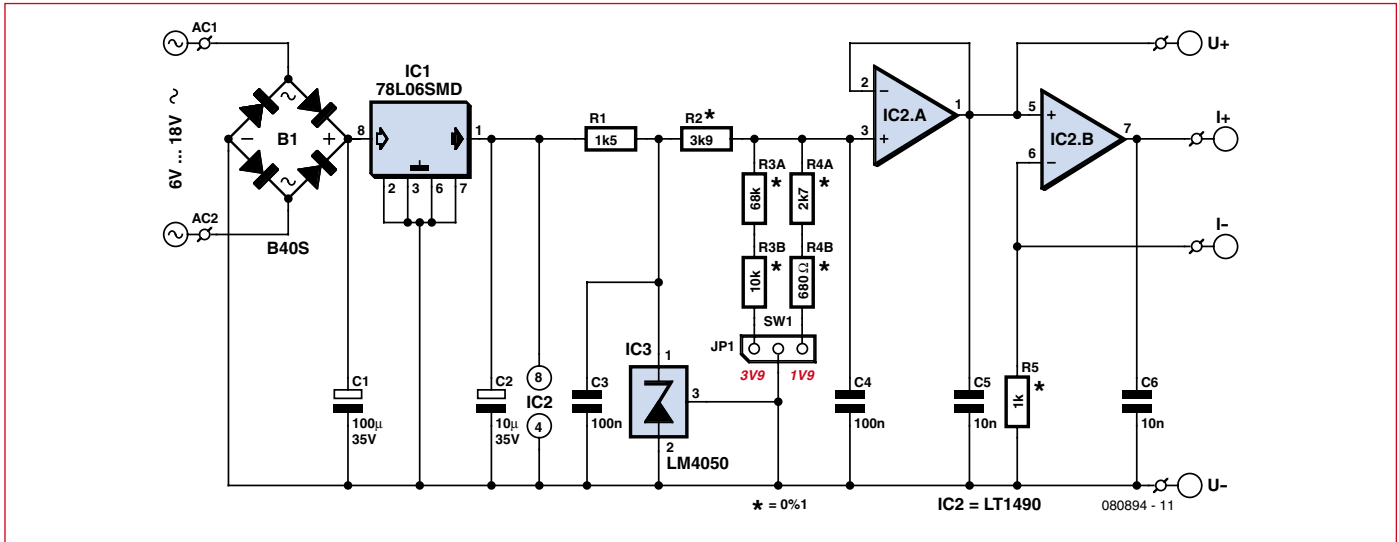 AC1
6V ... 18V ~
AC2
B1
B40S
IC1
78L06SMD
8
1
2
3
6
7
C1
100µ
35V
C2
10µ
35V
8
IC2
4
R1
1k5
R2*
3k9
C3
100n
IC3
1
3
2
LM4050
R3A
68k
*
R4A
2k7
*
R3B
10k
*
R4B
680Ω
*
SW1
JP1
3V9
1V9
C4
100n
2
3
1
IC2.A
5
6
7
IC2.B
C5
10n
R5
1k
*
C6
10n
U+
I+
I–
U–
* = 0%1
IC2 = LT1490
080894 - 11